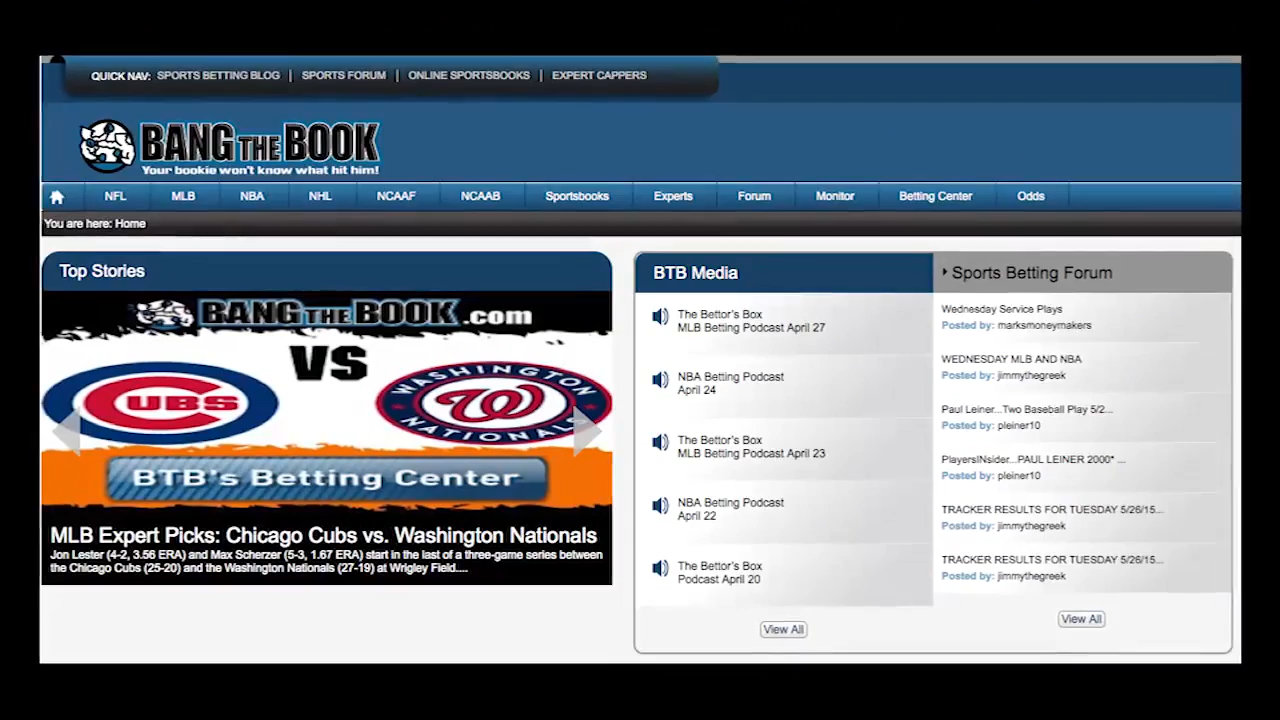 QUICK NAV: SPORTS BETTING BLOG | SPORTS FORUM | ONLINE SPORTSBOOKS | EXPERT CAPPERS
BANG THE BOOK
Your bookie won't know what hit him!
NFL MLB NBA NHL NCAAF NCAAB Sportsbooks Experts Forum Monitor Betting Center Odds
You are here: Home
Top Stories
BANG THE BOOK.com
VS
CUBS
WASHINGTON
W
NATIONALS
BTB's Betting Center
MLB Expert Picks: Chicago Cubs vs. Washington Nationals
Jon Lester (4-2, 3.56 ERA) and Max Scherzer (5-3, 1.67 ERA) start in the last of a three-game series between
the Chicago Cubs (25-20) and the Washington Nationals (27-19) at Wrigley Field....
BTB Media
The Bettor's Box
MLB Betting Podcast April 27
NBA Betting Podcast
April 24
The Bettor's Box
MLB Betting Podcast April 23
NBA Betting Podcast
April 22
The Bettor's Box
Podcast April 20
View All
Sports Betting Forum
Wednesday Service Plays
Posted by: marksmoneymakers
WEDNESDAY MLB AND NBA
Posted by: jimmythegreek
Paul Leiner...Two Baseball Play 5/2...
Posted by: pleiner10
PlayersINsider...PAUL LEINER 2000* ...
Posted by: pleiner10
TRACKER RESULTS FOR TUESDAY 5/26/15...
Posted by: jimmythegreek
TRACKER RESULTS FOR TUESDAY 5/26/15...
Posted by: jimmythegreek
View All